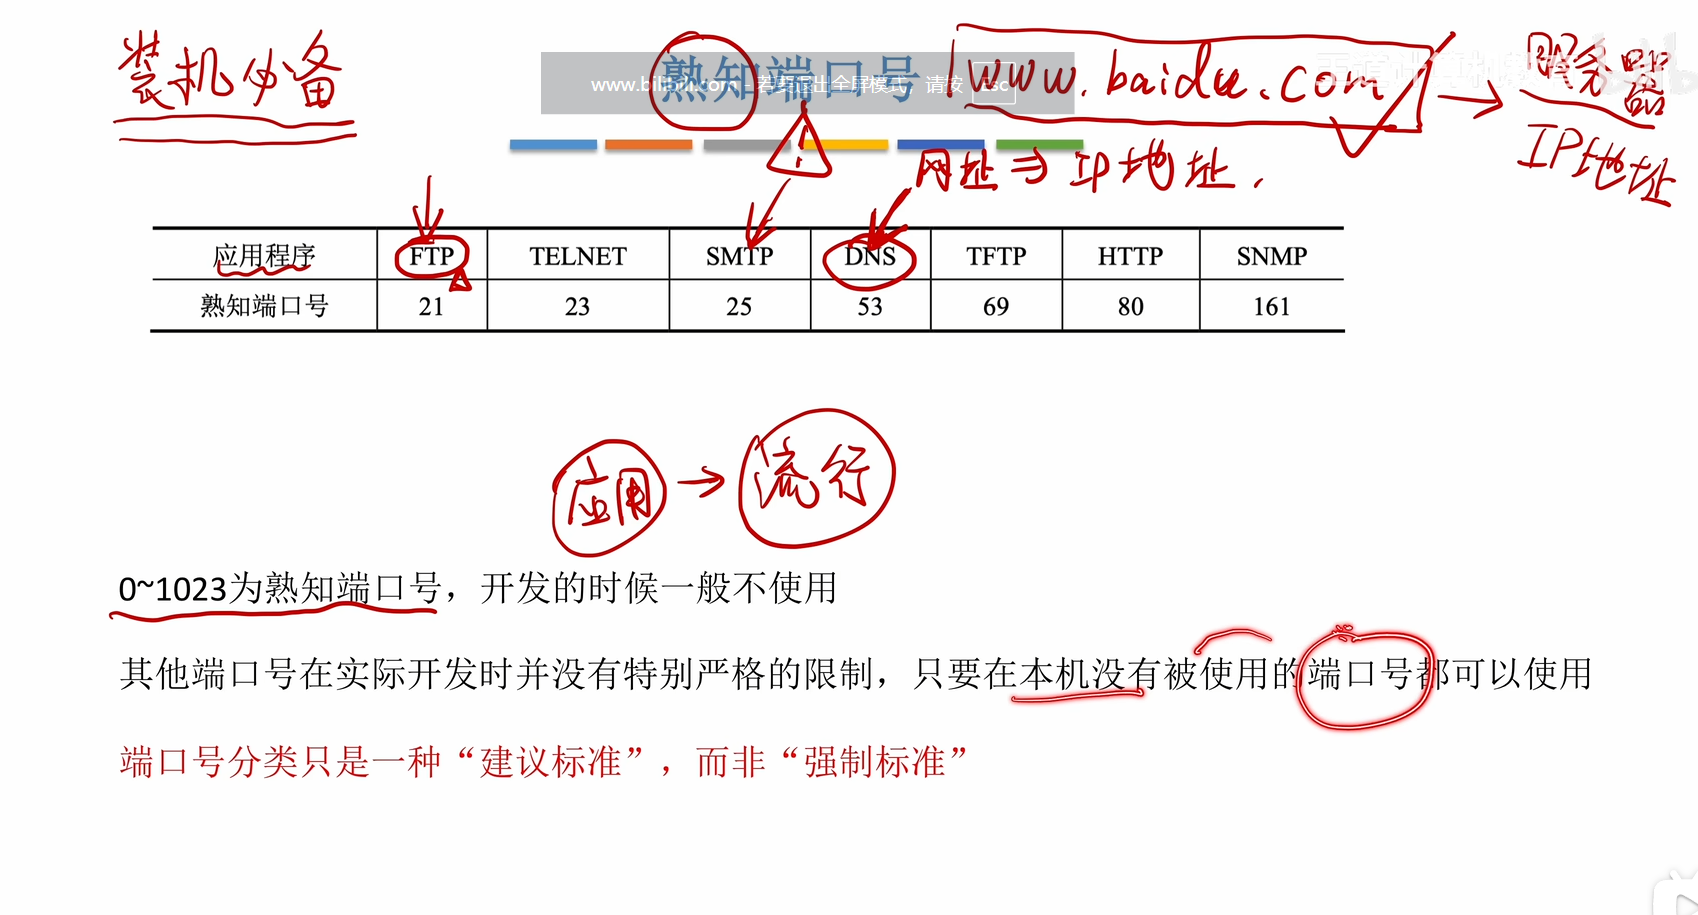 装机必备
熟知端口号
www.bilibili.com - 若要退出全屏模式，请按 Esc
www.baidu.com → 服务器
IP地址
网址⇒IP地址.
应用程序 FTP TELNET SMTP DNS TFTP HTTP SNMP
熟知端口号 21 23 25 53 69 80 161
应用 → 流行
0~1023为熟知端口号，开发的时候一般不使用
其他端口号在实际开发时并没有特别严格的限制，只要在本机没有被使用的端口号都可以使用
端口号分类只是一种“建议标准”，而非“强制标准”